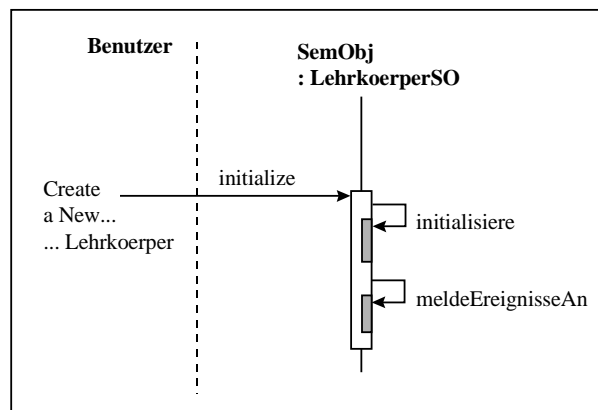 Benutzer
SemObj
: LehrkoerperSO
initialize
Create
a New...
... Lehrkoerper
initialisiere
meldeEreignisseAn